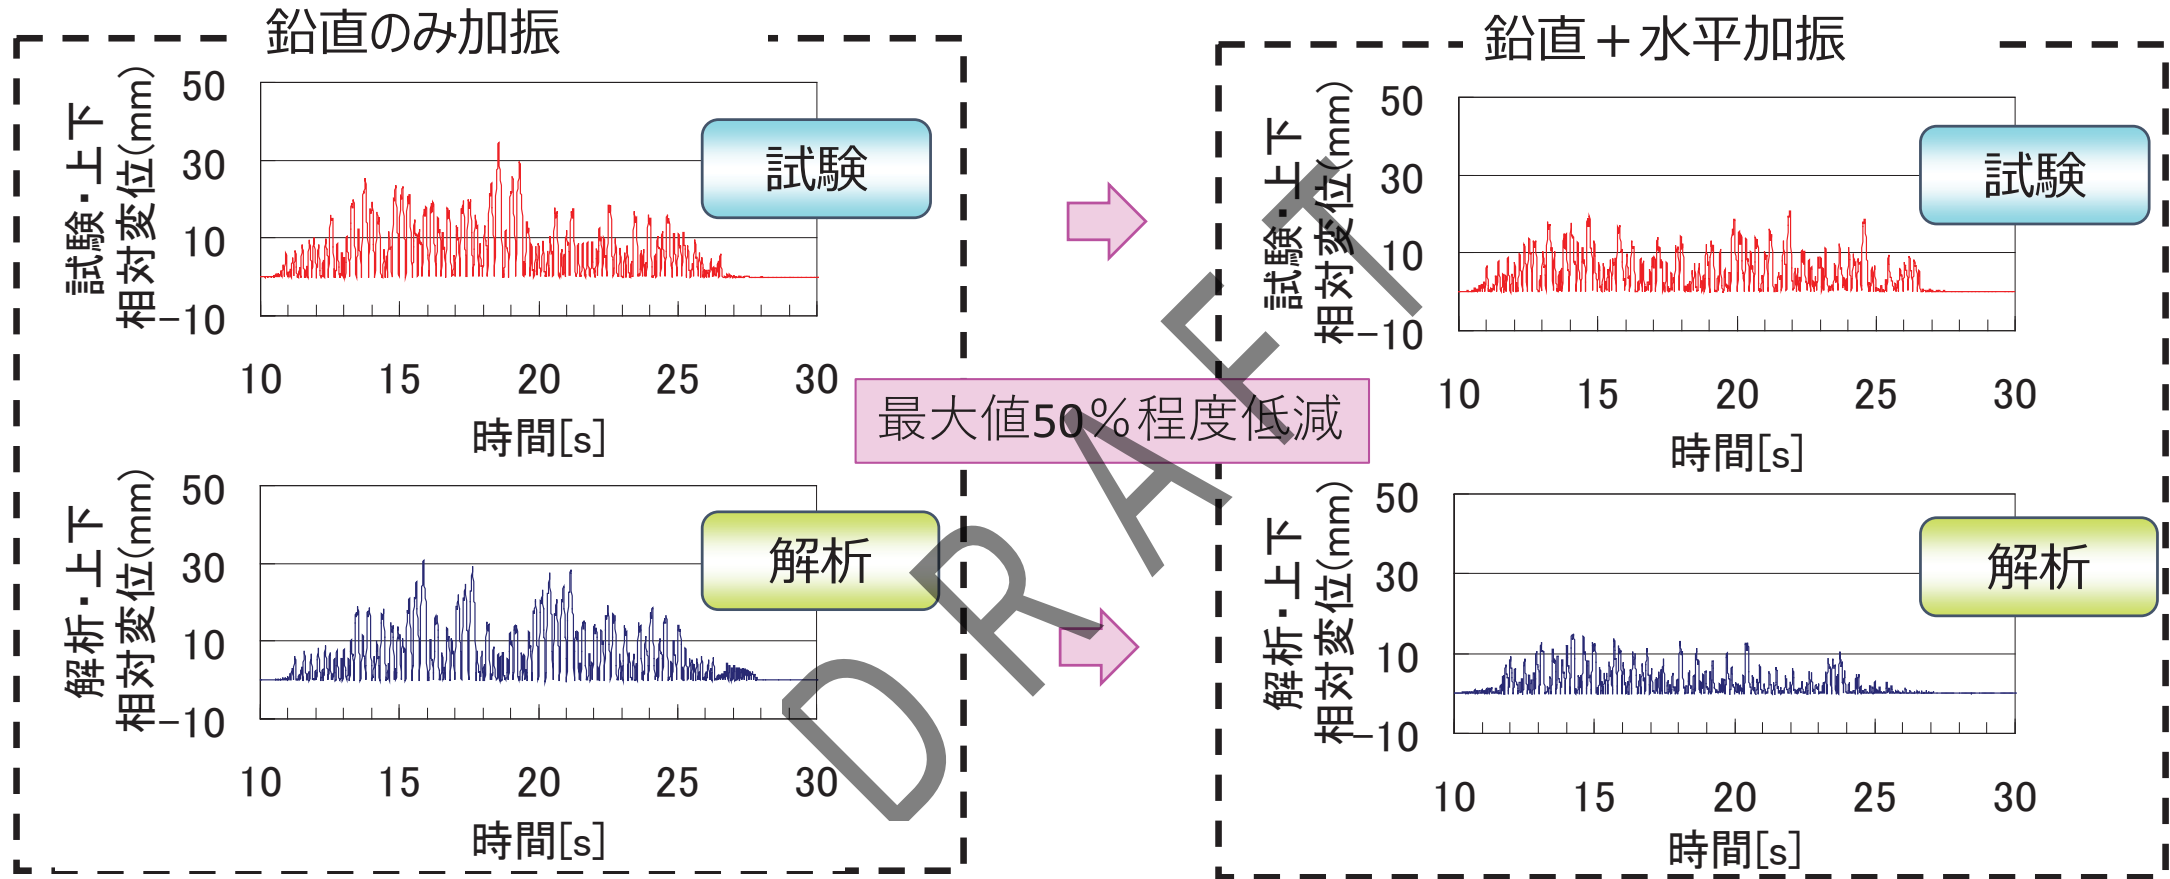 鉛直のみ加振
試験・上下
相対変位(mm)
50
30
10
-10
試験
10 15 20 25 30
時間[s]
解析・上下
相対変位(mm)
50
30
10
-10
解析
10 15 20 25 30
時間[s]
最大値50%程度低減
鉛直+水平加振
試験・上下
相対変位(mm)
50
30
10
-10
試験
10 15 20 25 30
時間[s]
解析・上下
相対変位(mm)
50
30
10
-10
解析
10 15 20 25 30
時間[s]
DRAFT